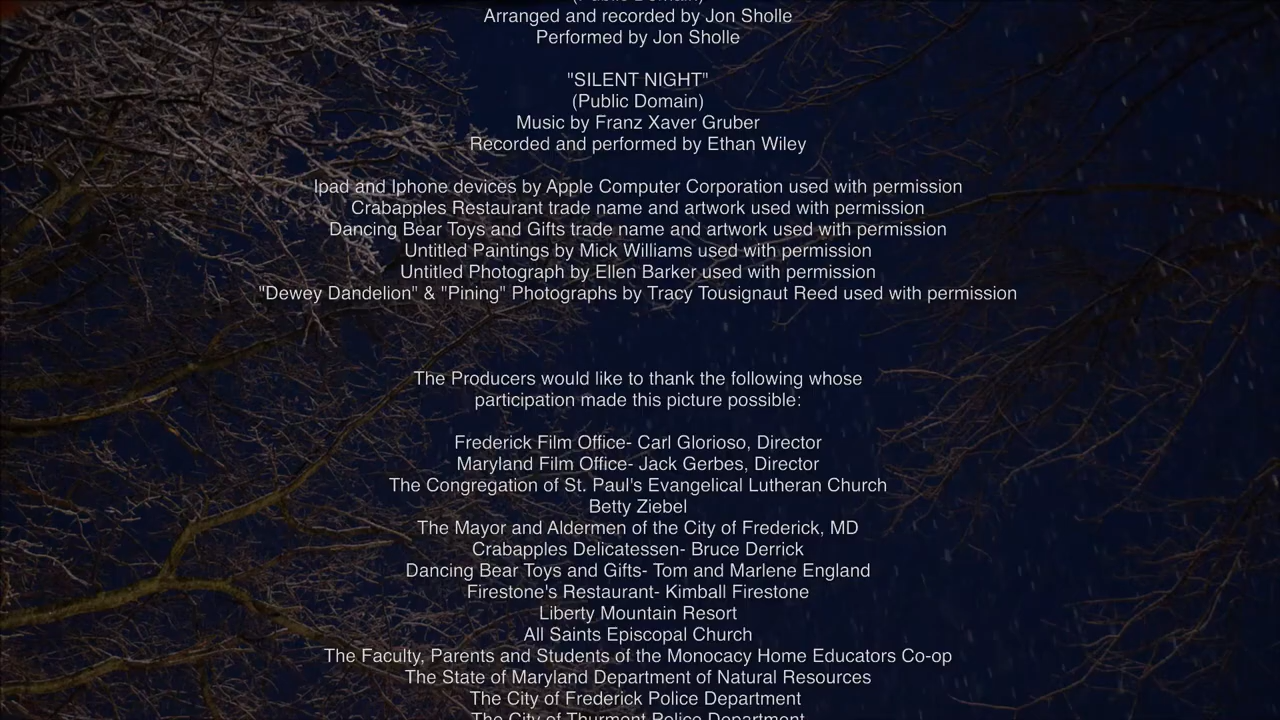 (Public Domain)
Arranged and recorded by Jon Sholle
Performed by Jon Sholle
"SILENT NIGHT"
(Public Domain)
Music by Franz Xaver Gruber
Recorded and performed by Ethan Wiley
Ipad and Iphone devices by Apple Computer Corporation used with permission
Crabapples Restaurant trade name and artwork used with permission
Dancing Bear Toys and Gifts trade name and artwork used with permission
Untitled Paintings by Mick Williams used with permission
Untitled Photograph by Ellen Barker used with permission
"Dewey Dandelion" & "Pining" Photographs by Tracy Tousignaut Reed used with permission
The Producers would like to thank the following whose
participation made this picture possible:
Frederick Film Office- Carl Glorioso, Director
Maryland Film Office- Jack Gerbes, Director
The Congregation of St. Paul's Evangelical Lutheran Church
Betty Ziebel
The Mayor and Aldermen of the City of Frederick, MD
Crabapples Delicatessen- Bruce Derrick
Dancing Bear Toys and Gifts- Tom and Marlene England
Firestone's Restaurant- Kimball Firestone
Liberty Mountain Resort
All Saints Episcopal Church
The Faculty, Parents and Students of the Monocacy Home Educators Co-op
The State of Maryland Department of Natural Resources
The City of Frederick Police Department
The City of Thurmont Police Department